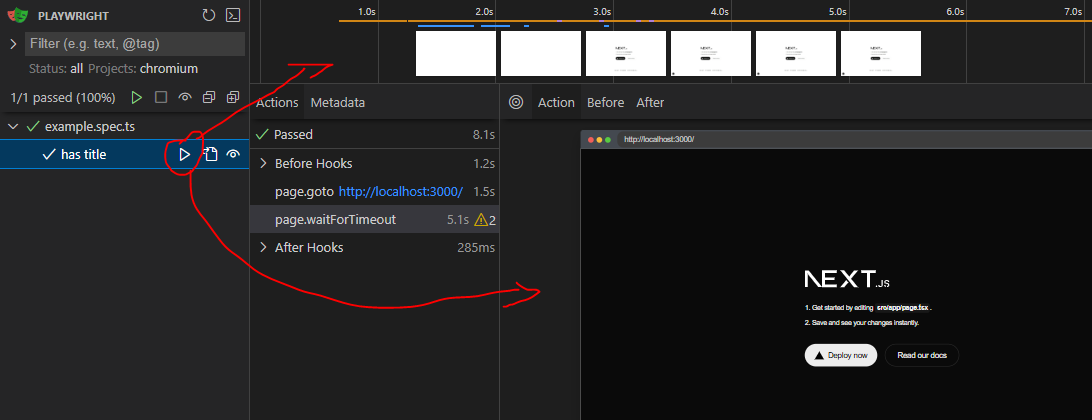 PLAYWRIGHT
Filter (e.g. text, @tag)
Status: all Projects: chromium
1/1 passed (100%)
example.spec.ts
has title
1.0s 2.0s 3.0s 4.0s 5.0s 6.0s 7.0s
Actions Metadata
Passed 8.1s
Before Hooks 1.2s
page.goto http://localhost:3000/ 1.5s
page.waitForTimeout 5.1s 2
After Hooks 285ms
Action Before After
http://localhost:3000/
NEXT.JS
1. Get started by editing src/app/page.tsx .
2. Save and see your changes instantly.
Deploy now Read our docs